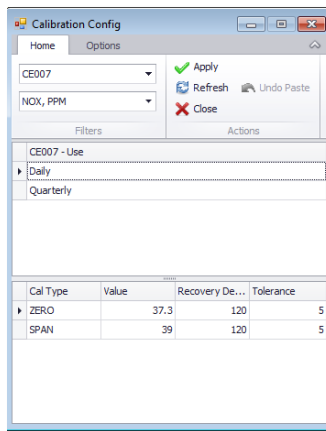 Calibration Config
Home Options
CE007
NOX, PPM
Filters
Apply
Refresh Undo Paste
Close
Actions
CE007 - Use
Daily
Quarterly
Cal Type Value Recovery De... Tolerance
ZERO 37.3 120 5
SPAN 39 120 5